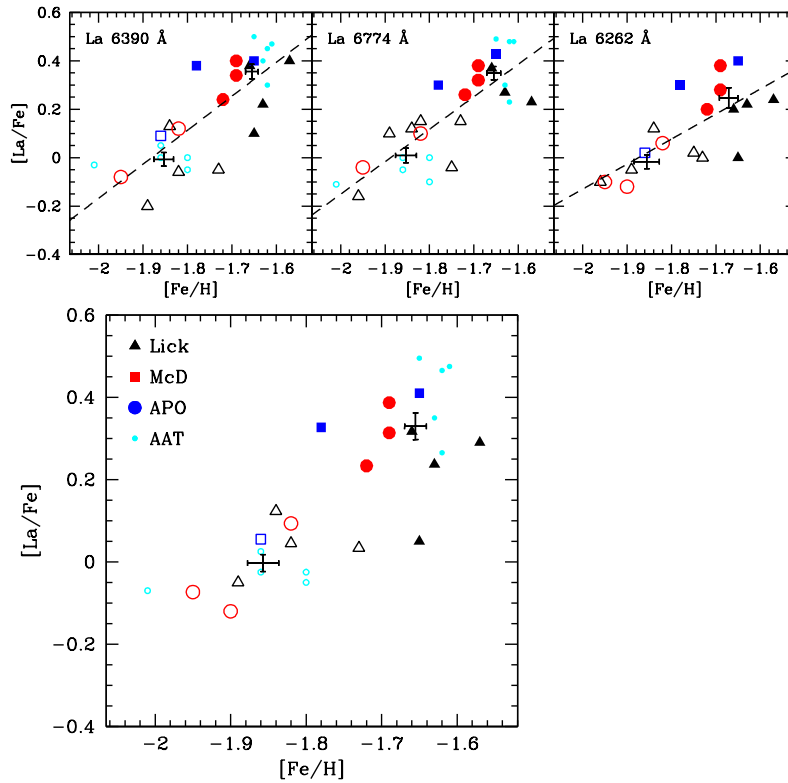 La 6390 Å La 6774 Å La 6262 Å
0.4
0.2
0
−0.2
−0.4
[La/Fe]
−2 −1.9 −1.8 −1.7 −1.6 −2 −1.9 −1.8 −1.7 −1.6 −2 −1.9 −1.8 −1.7 −1.6
[Fe/H] [Fe/H] [Fe/H]
0.6
0.4
0.2
0
−0.2
−0.4
[La/Fe]
Lick
McD
APO
AAT
−2 −1.9 −1.8 −1.7 −1.6
[Fe/H]